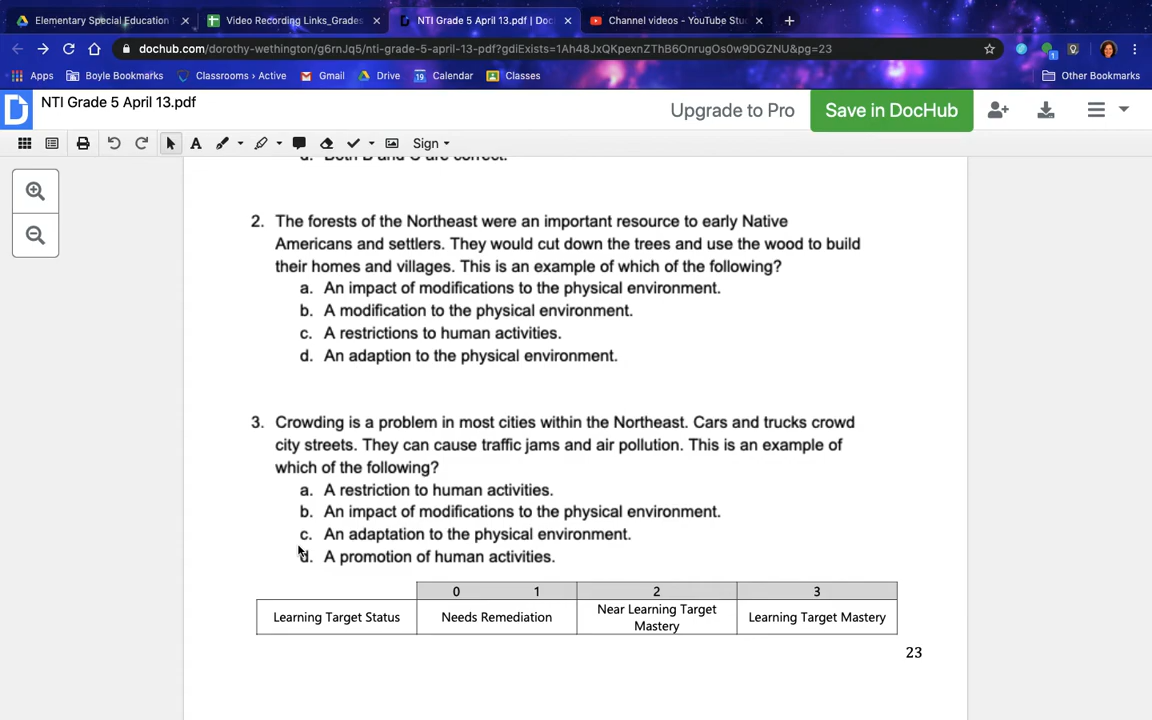 Elementary Special Education
Video Recording Links_Grades
NTI Grade 5 April 13.pdf | Doc
Channel videos - YouTube Stu
dochub.com/dorothy-wethington/g6rnJq5/nti-grade-5-april-13-pdf?gdiExists=1Ah48JxQKpexnZThB6OnrugOs0w9DGZNU&pg=23
Apps
Boyle Bookmarks
Classrooms › Active
Gmail
Drive
19
Calendar
Classes
Other Bookmarks
1
NTI Grade 5 April 13.pdf
Upgrade to Pro
Save in DocHub
A
Sign
d. Both B and C are correct.
2. The forests of the Northeast were an important resource to early Native
Americans and settlers. They would cut down the trees and use the wood to build
their homes and villages. This is an example of which of the following?
a. An impact of modifications to the physical environment.
b. A modification to the physical environment.
c. A restrictions to human activities.
d. An adaption to the physical environment.
3. Crowding is a problem in most cities within the Northeast. Cars and trucks crowd
city streets. They can cause traffic jams and air pollution. This is an example of
which of the following?
a. A restriction to human activities.
b. An impact of modifications to the physical environment.
c. An adaptation to the physical environment.
d. A promotion of human activities.
0 1 2 3
Learning Target Status
Needs Remediation
Near Learning Target
Mastery
Learning Target Mastery
23